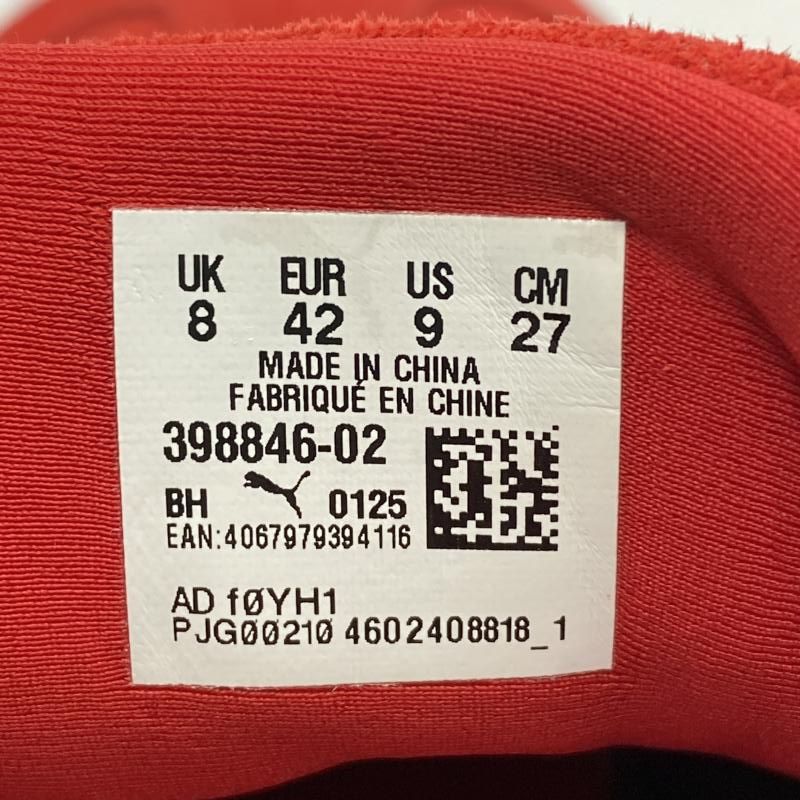 UK EUR US CM
8 42 9 27
MADE IN CHINA
FABRIQUÉ EN CHINE
398846-02
BH 0125
EAN:4067979394116
AD f0YH1
PJG00210 4602408818_1